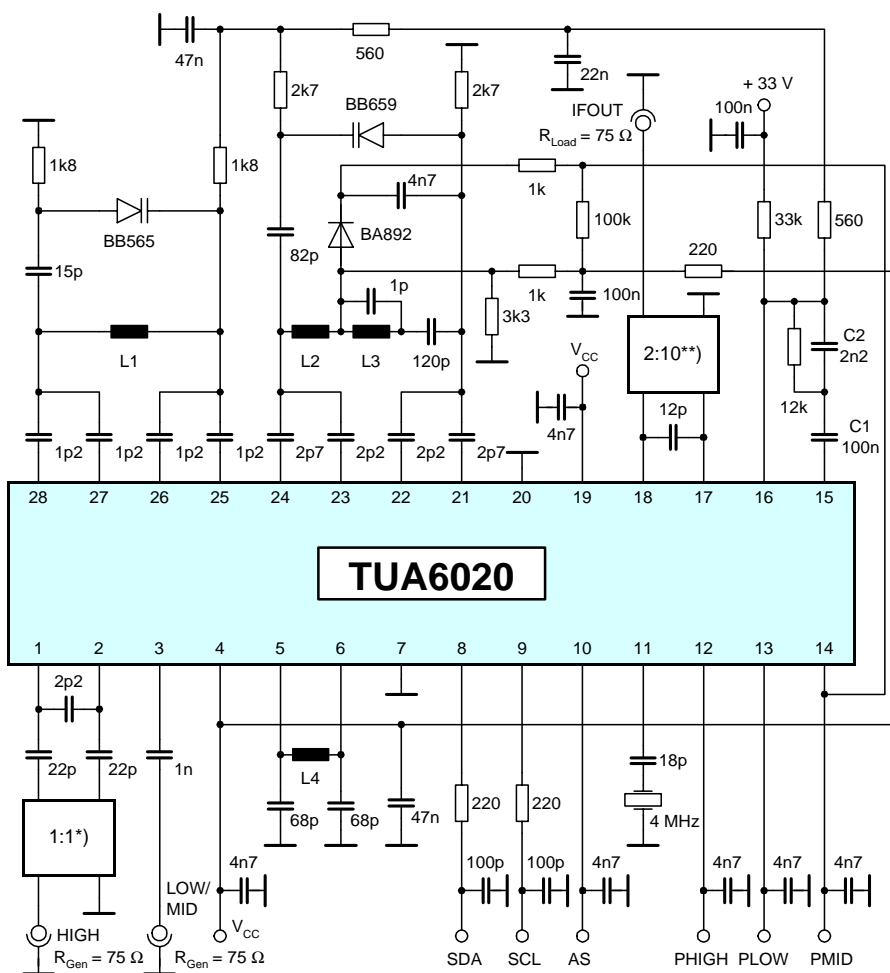 47n
560
22n
2k7
BB659
2k7
IFOUT
R_Load = 75 Ω
+ 33 V
100n
1k8
1k8
4n7
1k
BB565
82p
BA892
100k
33k
560
220
15p
1p
3k3
1k
100n
L1
L2
L3
120p
V_CC
2:10**)
C2
2n2
12k
1p2
1p2
1p2
1p2
2p7
2p2
2p2
2p7
4n7
12p
C1
100n
28 27 26 25 24 23 22 21 20 19 18 17 16 15
TUA6020
1 2 3 4 5 6 7 8 9 10 11 12 13 14
2p2
22p
22p
1n
L4
18p
68p
68p
47n
220
220
4 MHz
1:1*)
LOW/
MID
4n7
100p
100p
4n7
4n7
4n7
4n7
HIGH
R_Gen = 75 Ω
R_Gen = 75 Ω
V_CC
SDA
SCL
AS
PHIGH
PLOW
PMID